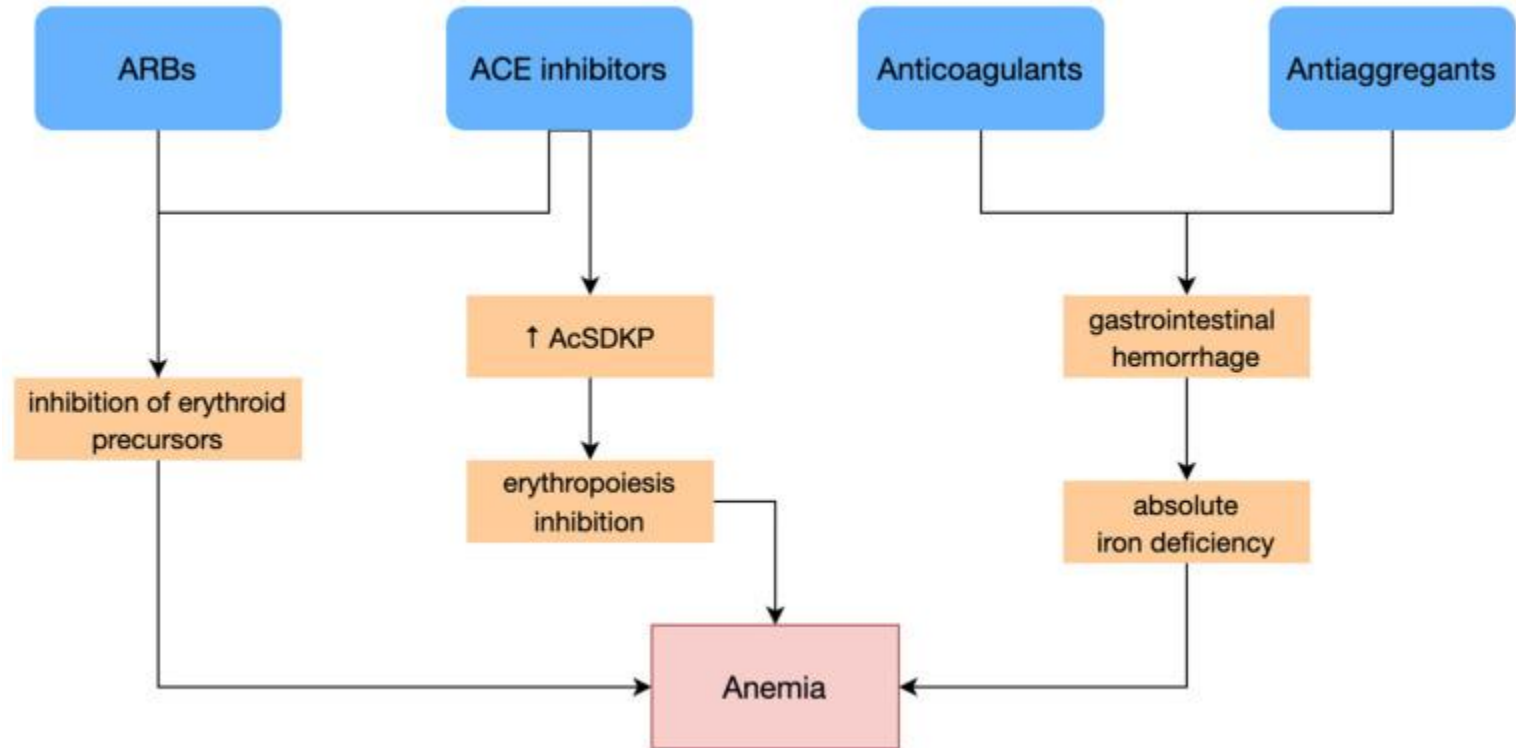 ARBs
ACE inhibitors
Anticoagulants
Antiaggregants
↑ AcSDKP
gastrointestinal
hemorrhage
inhibition of erythroid
precursors
erythropoiesis
inhibition
absolute
iron deficiency
Anemia